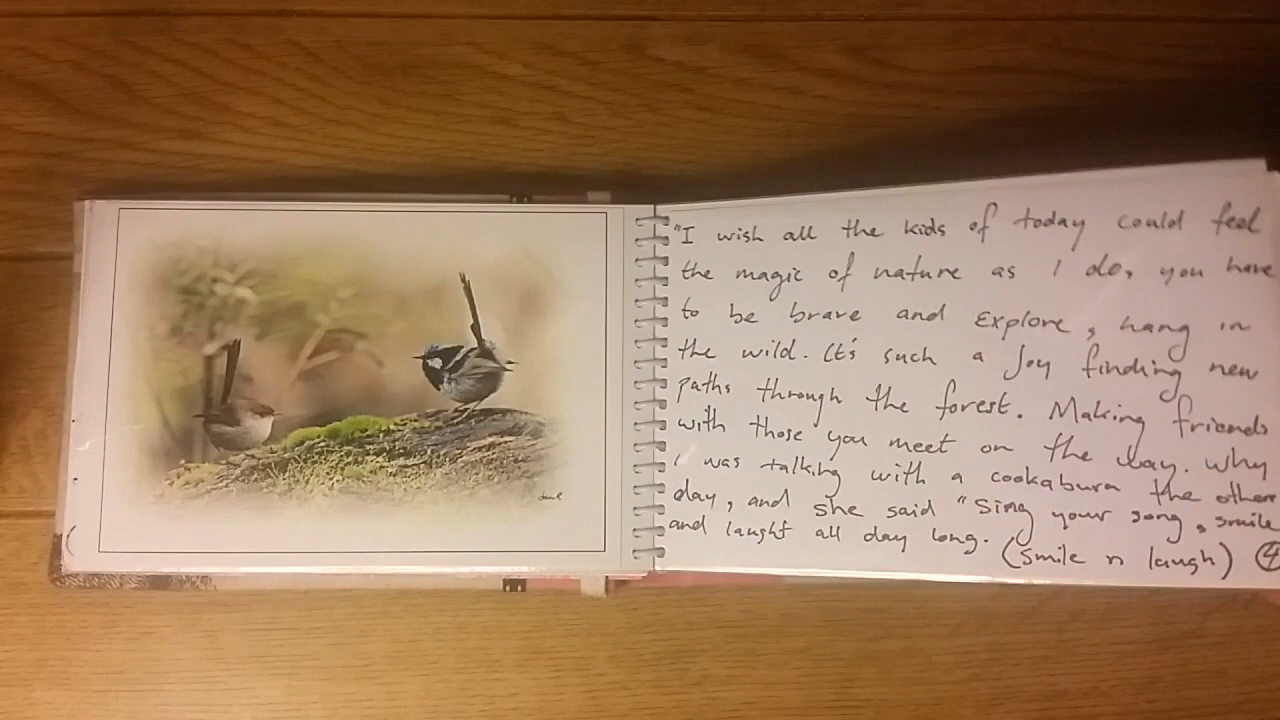 "I wish all the kids of today could feel
the magic of nature as I do, you have
to be brave and explore, hang in
the wild. It's such a Joy finding new
paths through the forest. Making friends
with those you meet on the way. Why
I was talking with a cookabura the other
day, and she said "Sing your song, smile
and laught all day long. (smile n laugh) 4